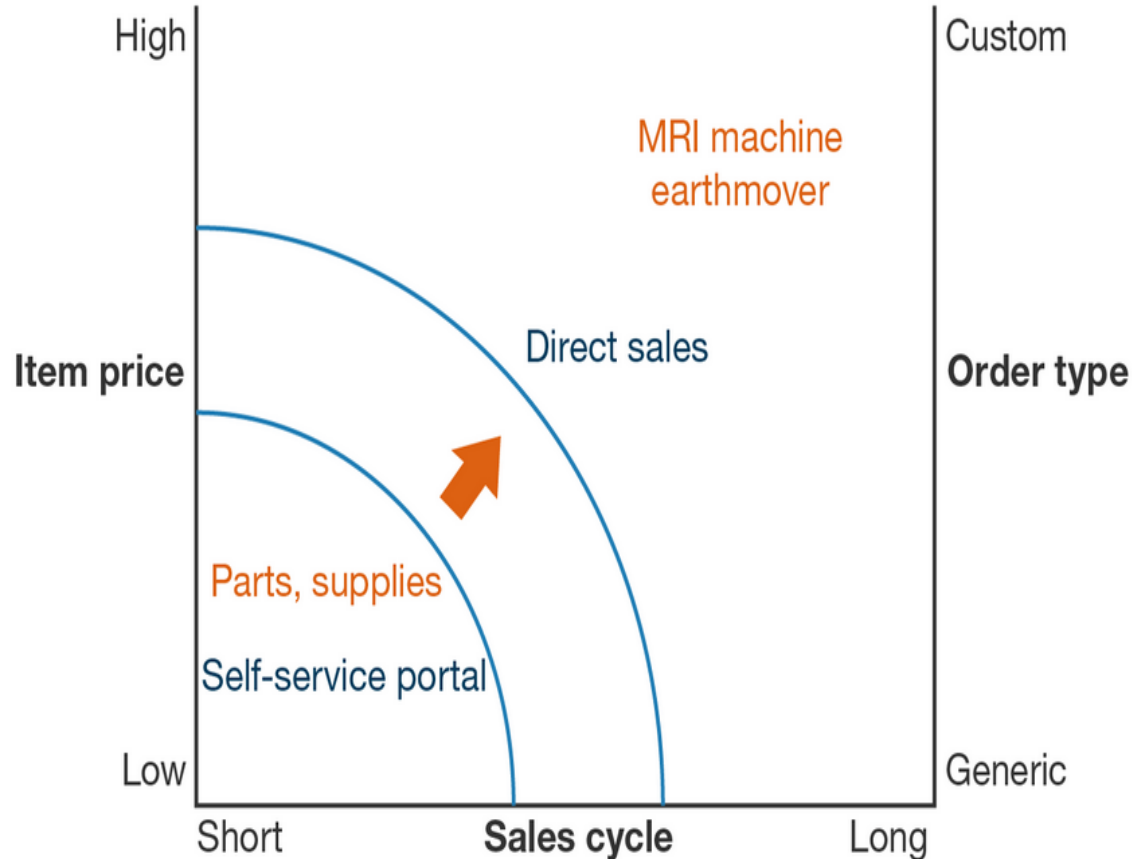 High
Custom
MRI machine
earthmover
Direct sales
Item price
Order type
Parts, supplies
Self-service portal
Low
Generic
Short
Sales cycle
Long